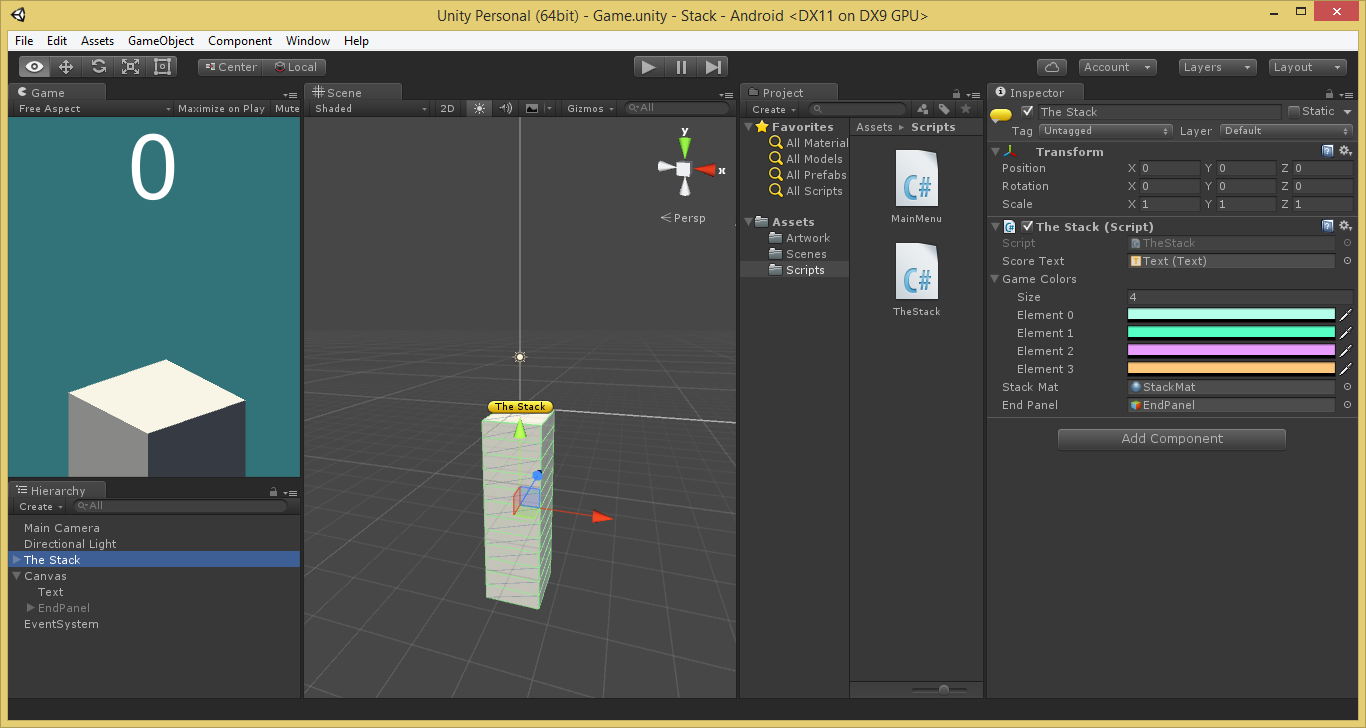 Unity Personal (64bit) - Game.unity - Stack - Android <DX11 on DX9 GPU>
File Edit Assets GameObject Component Window Help
Center Local Account Layers Layout
Game
Free Aspect Maximize on Play Mute
0
Scene
Shaded 2D Gizmos All
y
x
Persp
The Stack
Hierarchy
Create All
Main Camera
Directional Light
The Stack
Canvas
Text
EndPanel
EventSystem
Project
Create
Favorites
All Material
All Models
All Prefabs
All Scripts
Assets
Artwork
Scenes
Scripts
Assets ▸ Scripts
C#
MainMenu
C#
TheStack
Inspector
The Stack Static
Tag Untagged Layer Default
Transform
Position X 0 Y 0 Z 0
Rotation X 0 Y 0 Z 0
Scale X 1 Y 1 Z 1
The Stack (Script)
Script TheStack
Score Text Text (Text)
Game Colors
Size 4
Element 0
Element 1
Element 2
Element 3
Stack Mat StackMat
End Panel EndPanel
Add Component